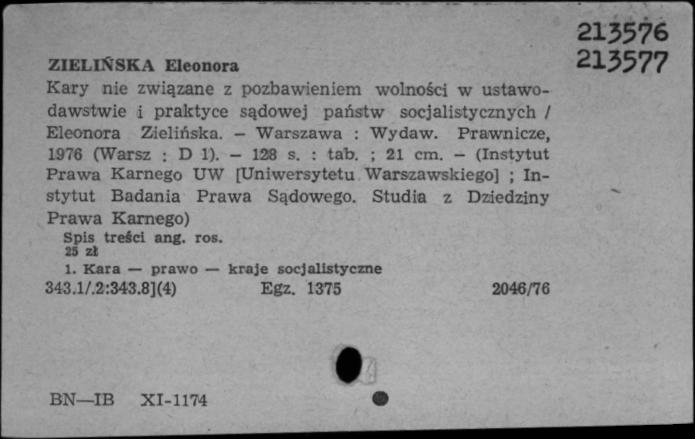 213576
213577
ZIELIŃSKA Eleonora
Kary nie związane z pozbawieniem wolności w ustawo-
dawstwie i praktyce sądowej państw socjalistycznych /
Eleonora Zielińska. — Warszawa : Wydaw. Prawnicze,
1976 (Warsz : D 1). — 128 s. : tab. ; 21 cm. — (Instytut
Prawa Karnego UW [Uniwersytetu Warszawskiego] ; In-
stytut Badania Prawa Sądowego. Studia z Dziedziny
Prawa Karnego)
Spis treści ang. ros.
25 zł
1. Kara — prawo — kraje socjalistyczne
343.1/.2:343.8](4) Egz. 1375 2046/76
BN—IB XI-1174